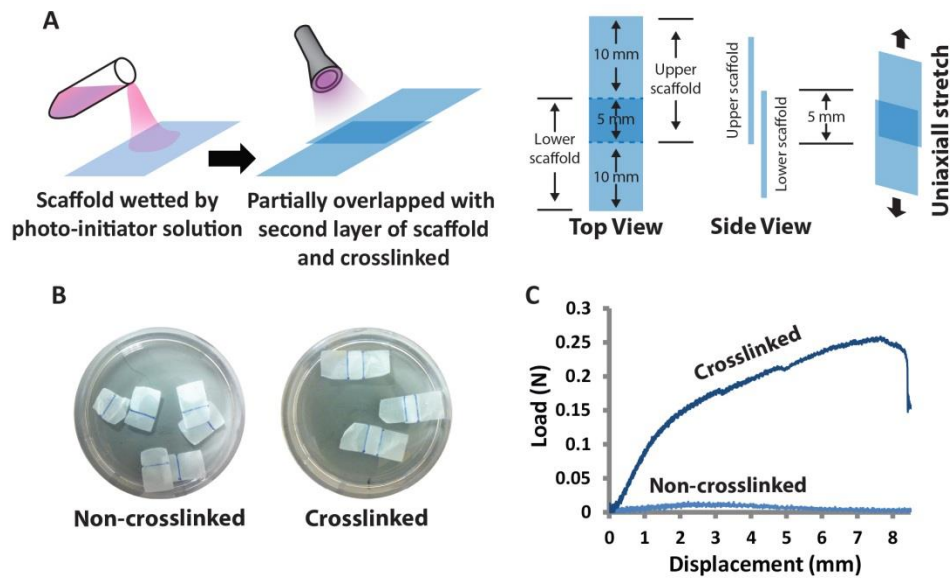 A
Scaffold wetted by
photo-initiator solution
Partially overlapped with
second layer of scaffold
and crosslinked
10 mm
5 mm
10 mm
Upper
scaffold
Lower
scaffold
Top View
Upper scaffold
Lower scaffold
5 mm
Side View
Uniaxiall stretch
B
Non-crosslinked
Crosslinked
C
Load (N)
0.3
0.25
0.2
0.15
0.1
0.05
0
Crosslinked
Non-crosslinked
0 1 2 3 4 5 6 7 8
Displacement (mm)